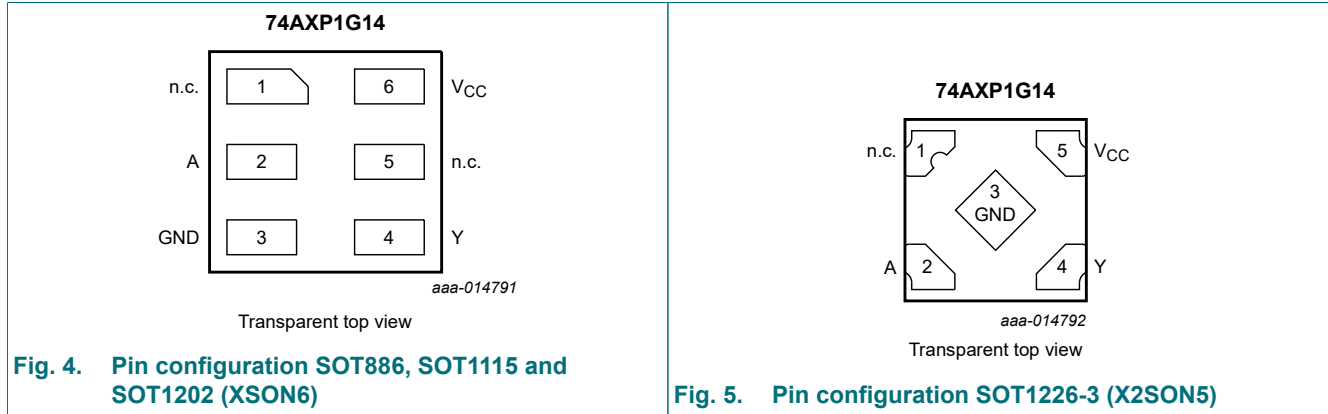 74AXP1G14
n.c. 1 6 VCC
A 2 5 n.c.
GND 3 4 Y
aaa-014791
Transparent top view
Fig. 4. Pin configuration SOT886, SOT1115 and
SOT1202 (XSON6)
74AXP1G14
n.c. 1 5 VCC
3
GND
A 2 4 Y
aaa-014792
Transparent top view
Fig. 5. Pin configuration SOT1226-3 (X2SON5)